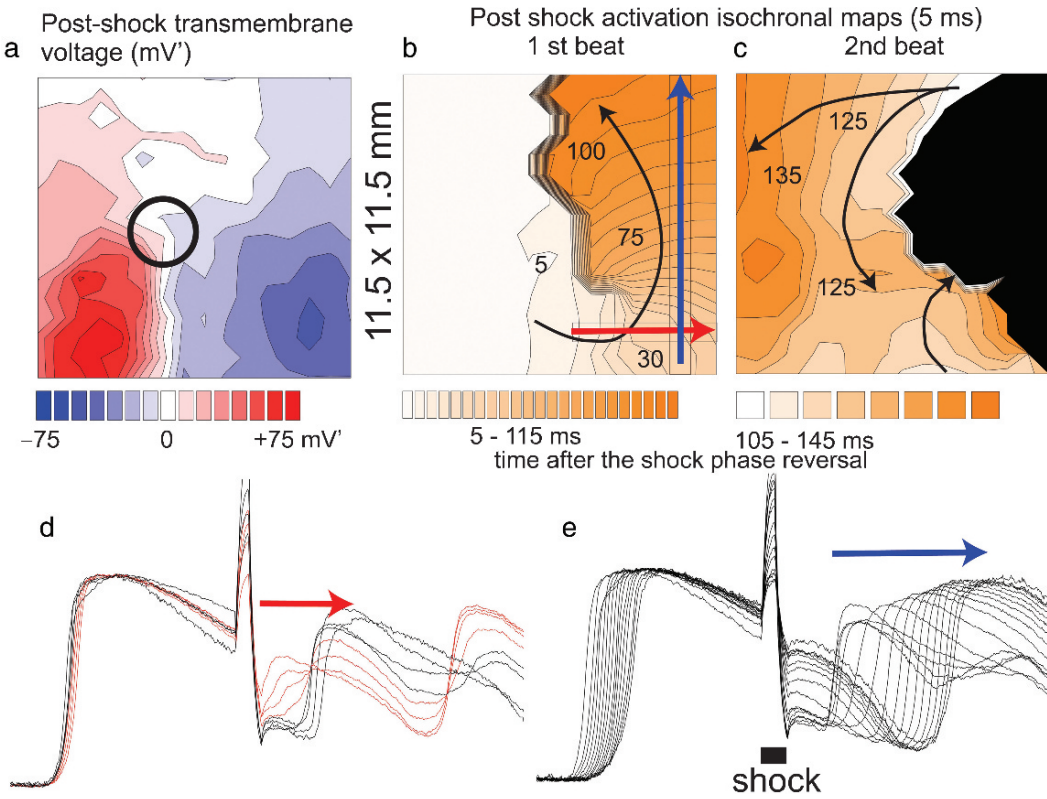 Post-shock transmembrane
voltage (mV')
Post shock activation isochronal maps (5 ms)
1 st beat
2nd beat
a
b
c
11.5 x 11.5 mm
100
75
5
30
125
135
125
−75
0
+75 mV'
5 - 115 ms
105 - 145 ms
time after the shock phase reversal
d
e
shock